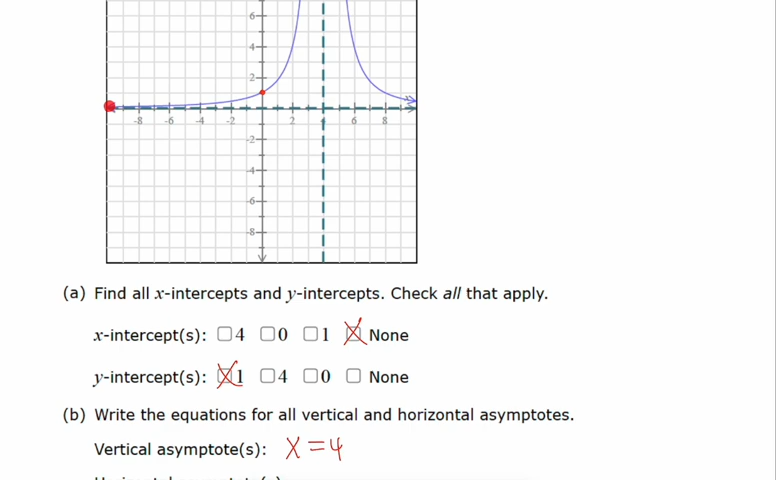 6
4
2
-8 -6 -4 -2 2 4 6 8
-2
-4
-6
-8
(a) Find all x-intercepts and y-intercepts. Check all that apply.
x-intercept(s): 4 0 1 None
y-intercept(s): 1 4 0 None
(b) Write the equations for all vertical and horizontal asymptotes.
Vertical asymptote(s): x = 4